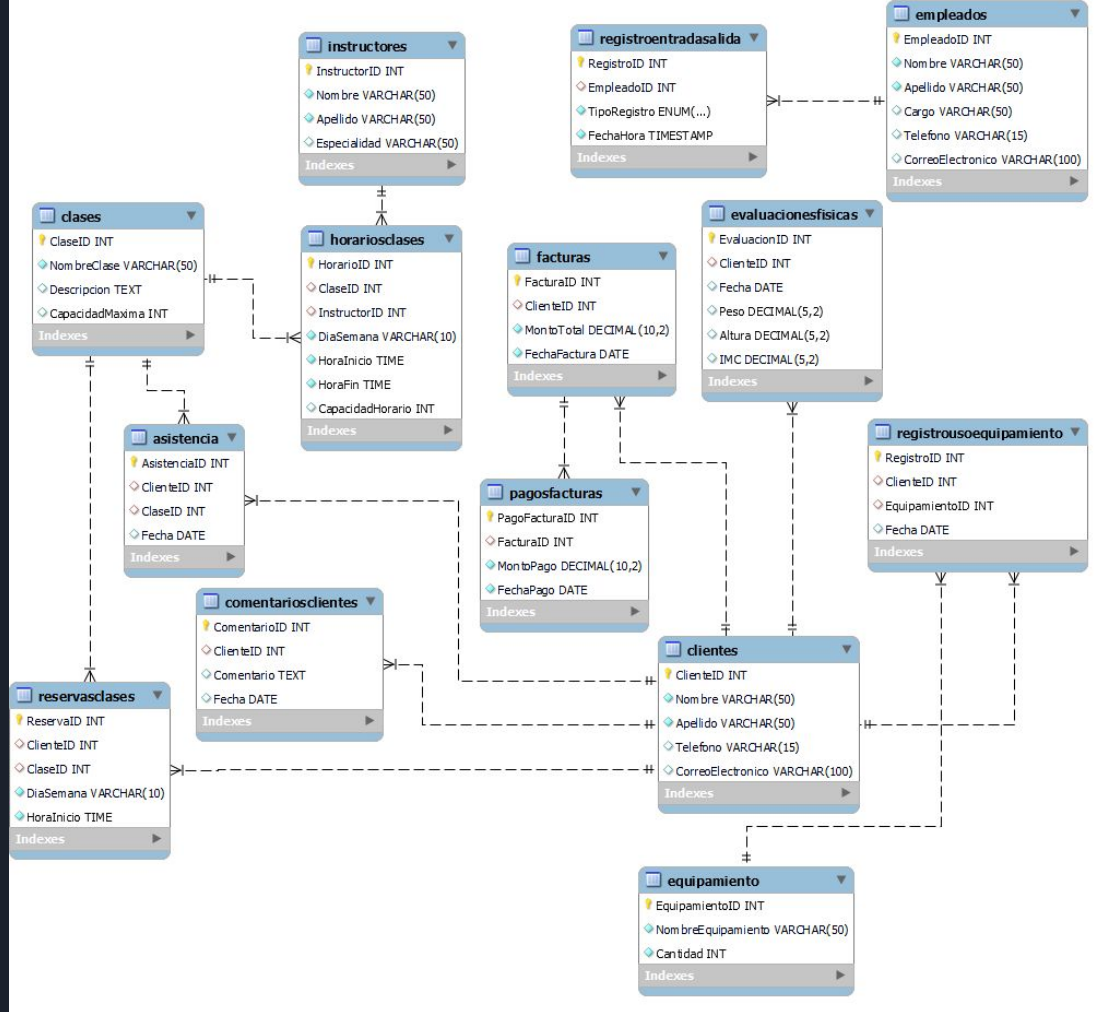 instructores
InstructorID INT
Nombre VARCHAR(50)
Apellido VARCHAR(50)
Especialidad VARCHAR(50)
Indexes
registroentradasalida
RegistroID INT
EmpleadoID INT
TipoRegistro ENUM(...)
FechaHora TIMESTAMP
Indexes
empleados
EmpleadoID INT
Nombre VARCHAR(50)
Apellido VARCHAR(50)
Cargo VARCHAR(50)
Telefono VARCHAR(15)
CorreoElectronico VARCHAR(100)
Indexes
clases
ClaseID INT
NombreClase VARCHAR(50)
Descripcion TEXT
CapacidadMaxima INT
Indexes
horariosclases
HorarioID INT
ClaseID INT
InstructorID INT
DiaSemana VARCHAR(10)
HoraInicio TIME
HoraFin TIME
CapacidadHorario INT
Indexes
facturas
FacturaID INT
ClienteID INT
MontoTotal DECIMAL(10,2)
FechaFactura DATE
Indexes
evaluacionesfisicas
EvaluacionID INT
ClienteID INT
Fecha DATE
Peso DECIMAL(5,2)
Altura DECIMAL(5,2)
IMC DECIMAL(5,2)
Indexes
asistencia
AsistenciaID INT
ClienteID INT
ClaseID INT
Fecha DATE
Indexes
pagosfacturas
PagoFacturaID INT
FacturaID INT
MontoPago DECIMAL(10,2)
FechaPago DATE
Indexes
registrousoequipamiento
RegistroID INT
ClienteID INT
EquipamientoID INT
Fecha DATE
Indexes
comentariosclientes
ComentarioID INT
ClienteID INT
Comentario TEXT
Fecha DATE
Indexes
clientes
ClienteID INT
Nombre VARCHAR(50)
Apellido VARCHAR(50)
Telefono VARCHAR(15)
CorreoElectronico VARCHAR(100)
Indexes
reservasclases
ReservaID INT
ClienteID INT
ClaseID INT
DiaSemana VARCHAR(10)
HoraInicio TIME
Indexes
equipamiento
EquipamientoID INT
NombreEquipamiento VARCHAR(50)
Cantidad INT
Indexes